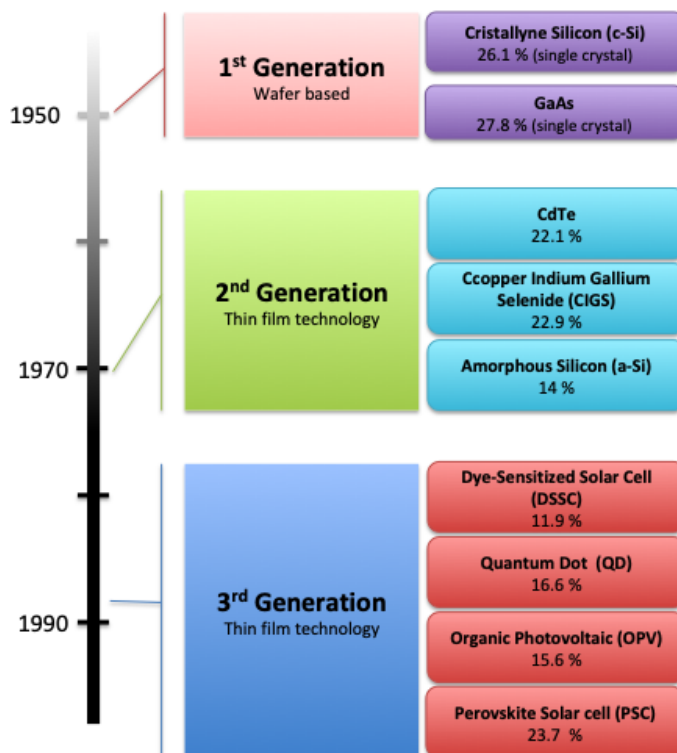 1950
1970
1990
1st Generation
Wafer based
Cristallyne Silicon (c-Si)
26.1 % (single crystal)
GaAs
27.8 % (single crystal)
2nd Generation
Thin film technology
CdTe
22.1 %
Ccopper Indium Gallium
Selenide (CIGS)
22.9 %
Amorphous Silicon (a-Si)
14 %
3rd Generation
Thin film technology
Dye-Sensitized Solar Cell
(DSSC)
11.9 %
Quantum Dot (QD)
16.6 %
Organic Photovoltaic (OPV)
15.6 %
Perovskite Solar cell (PSC)
23.7 %